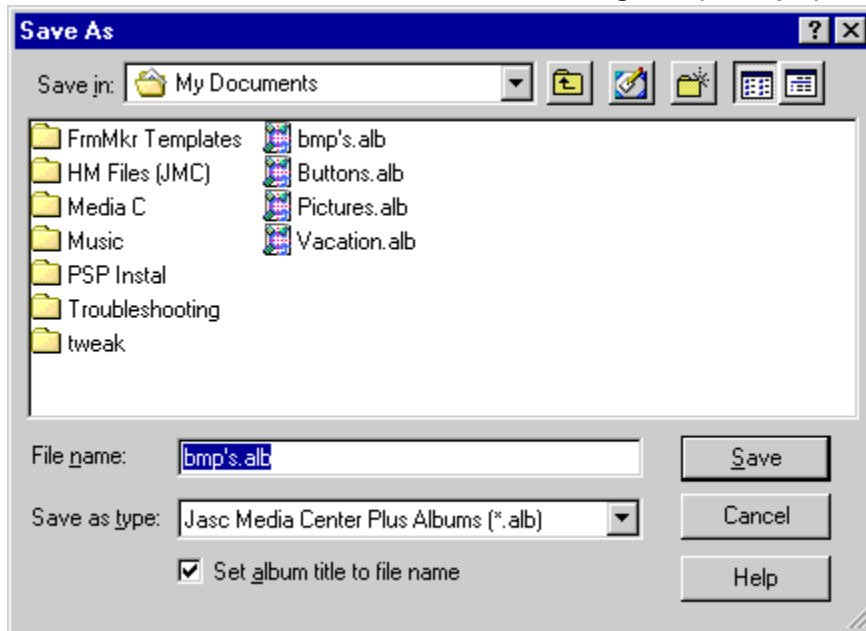 Save As
Save in: My Documents
FrmMkr Templates
HM Files (JMC)
Media C
Music
PSP Instal
Troubleshooting
tweak
bmp's.alb
Buttons.alb
Pictures.alb
Vacation.alb
File name: bmp's.alb Save
Save as type: Jasc Media Center Plus Albums (*.alb) Cancel
Set album title to file name Help